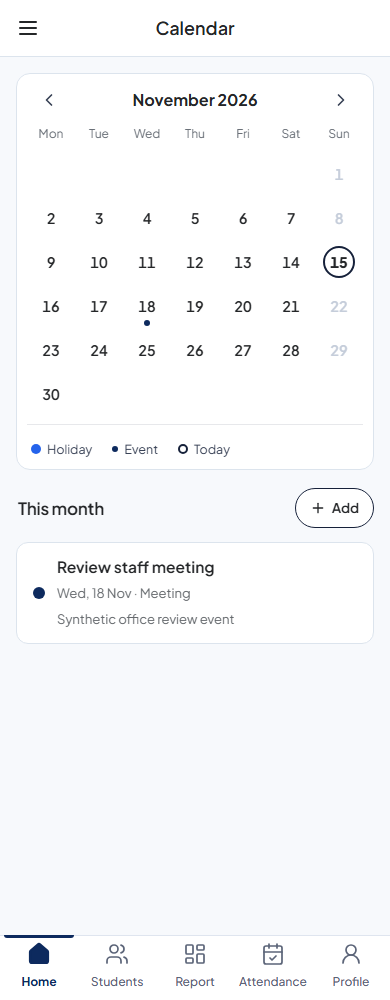 Calendar
November 2026
Mon Tue Wed Thu Fri Sat Sun
1
2 3 4 5 6 7 8
9 10 11 12 13 14 15
16 17 18 19 20 21 22
23 24 25 26 27 28 29
30
Holiday Event Today
This month
+ Add
Review staff meeting
Wed, 18 Nov · Meeting
Synthetic office review event
Home Students Report Attendance Profile